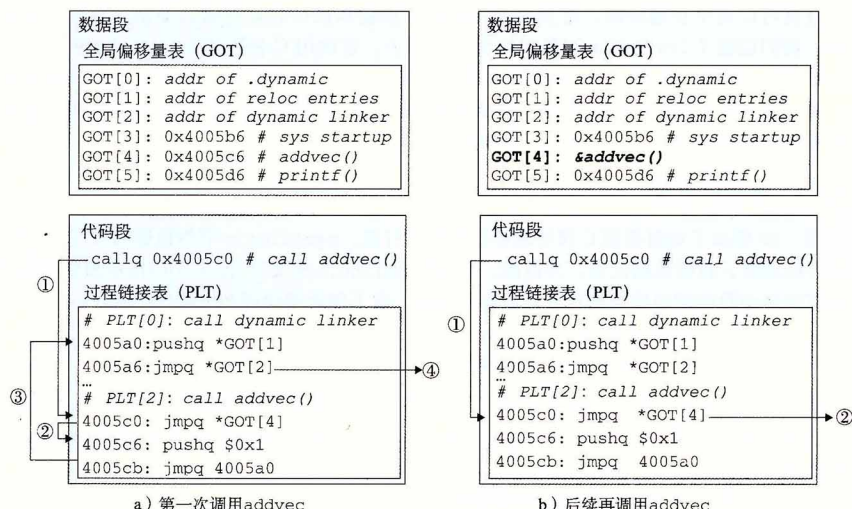 数据段
全局偏移量表（GOT）
GOT[0]: addr of .dynamic
GOT[1]: addr of reloc entries
GOT[2]: addr of dynamic linker
GOT[3]: 0x4005b6 # sys startup
GOT[4]: 0x4005c6 # addvec()
GOT[5]: 0x4005d6 # printf()
代码段
callq 0x4005c0 # call addvec()
①
过程链接表（PLT）
# PLT[0]: call dynamic linker
4005a0:pushq *GOT[1]
4005a6:jmpq *GOT[2]
④
…
③
# PLT[2]: call addvec()
4005c0: jmpq *GOT[4]
②
4005c6: pushq $0x1
4005cb: jmpq 4005a0
a）第一次调用addvec
数据段
全局偏移量表（GOT）
GOT[0]: addr of .dynamic
GOT[1]: addr of reloc entries
GOT[2]: addr of dynamic linker
GOT[3]: 0x4005b6 # sys startup
GOT[4]: &addvec()
GOT[5]: 0x4005d6 # printf()
代码段
callq 0x4005c0 # call addvec()
过程链接表（PLT）
①
# PLT[0]: call dynamic linker
4005a0:pushq *GOT[1]
4005a6:jmpq *GOT[2]
…
# PLT[2]: call addvec()
4005c0: jmpq *GOT[4]
②
4005c6: pushq $0x1
4005cb: jmpq 4005a0
b）后续再调用addvec